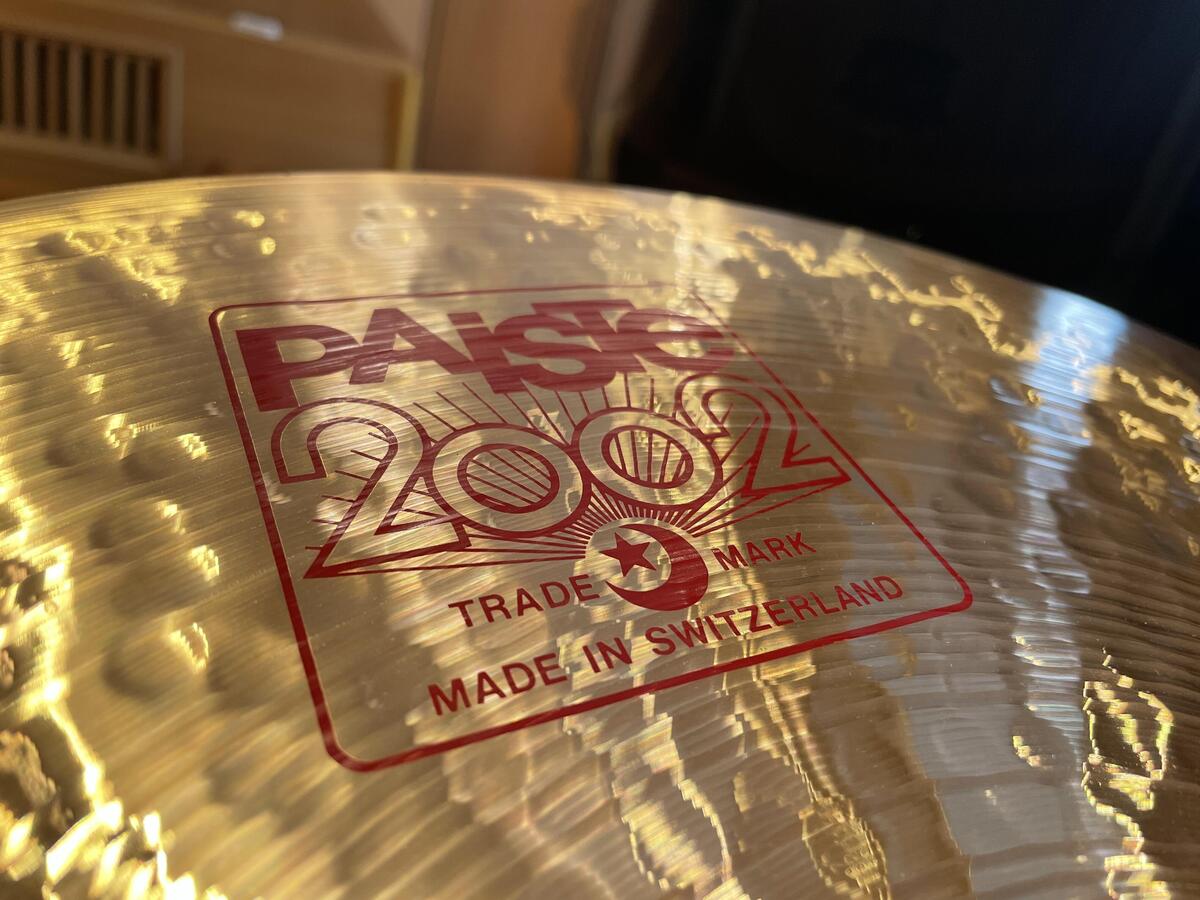 PAiSTe
2002
TRADE MARK
MADE IN SWITZERLAND